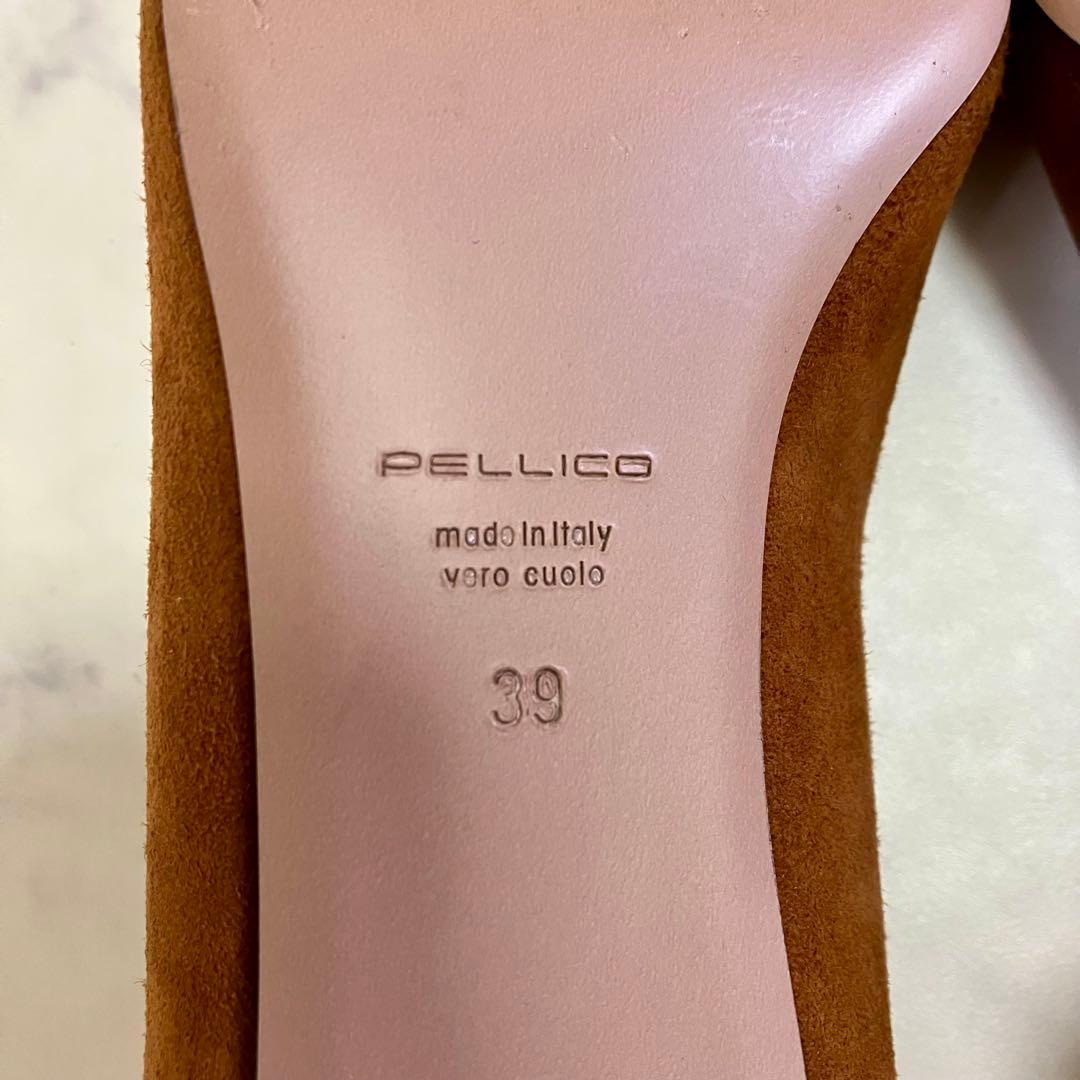 PELLICO
made in Italy
vero cuoio
39